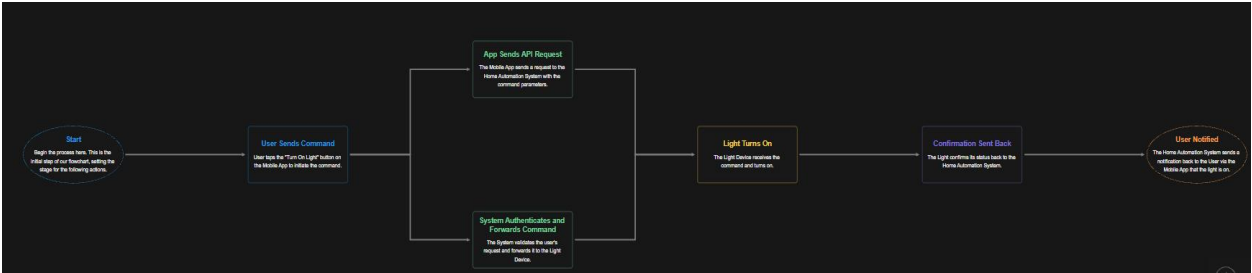 Start
Begin the process here. This is the
initial step of our flowchart, setting the
stage for the following actions.
User Sends Command
User taps the "Turn On Light" button on
the Mobile App to initiate the command.
App Sends API Request
The Mobile App sends a request to the
Home Automation System with the
command parameters.
System Authenticates and
Forwards Command
The System validates the user's
request and forwards it to the Light
Device.
Light Turns On
The Light Device receives the
command and turns on.
Confirmation Sent Back
The Light confirms its status back to the
Home Automation System.
User Notified
The Home Automation System sends a
notification back to the User via the
Mobile App that the light is on.